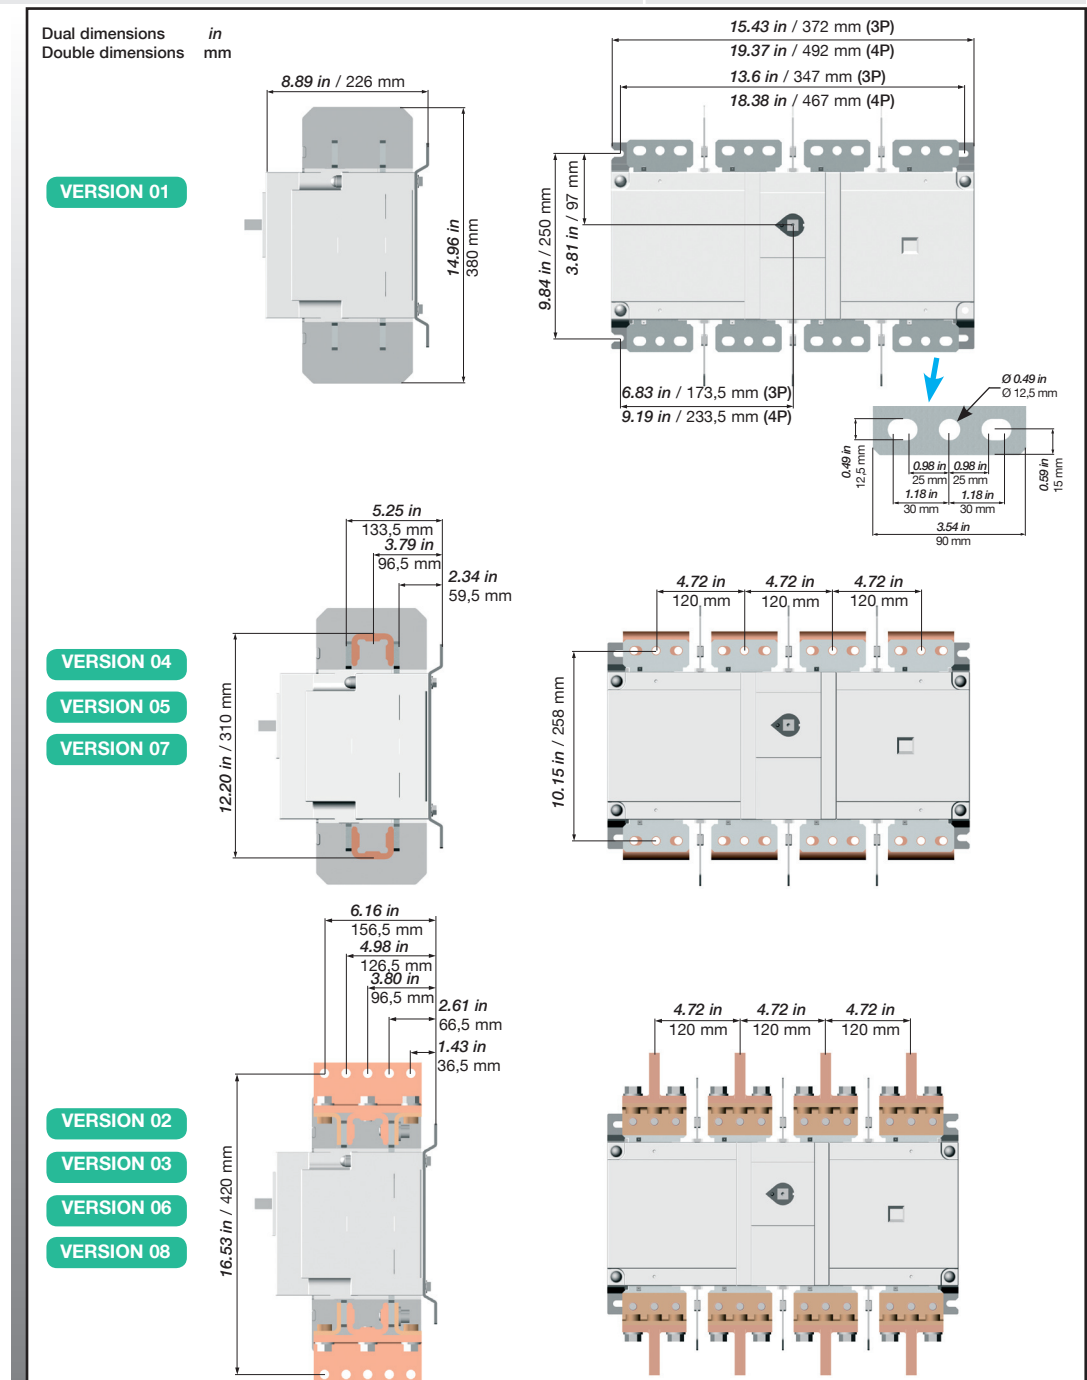 Dual dimensions in
Double dimensions mm
15.43 in / 372 mm (3P)
19.37 in / 492 mm (4P)
13.6 in / 347 mm (3P)
18.38 in / 467 mm (4P)
8.89 in / 226 mm
VERSION 01
14.96 in
380 mm
9.84 in / 250 mm
3.81 in / 97 mm
6.83 in / 173,5 mm (3P)
9.19 in / 233,5 mm (4P)
Ø 0.49 in
Ø 12,5 mm
0.49 in
12,5 mm
0.98 in
25 mm
0.98 in
25 mm
0.59 in
15 mm
1.18 in
30 mm
1.18 in
30 mm
3.54 in
90 mm
5.25 in
133,5 mm
3.79 in
96,5 mm
2.34 in
59,5 mm
4.72 in
120 mm
4.72 in
120 mm
4.72 in
120 mm
VERSION 04
VERSION 05
VERSION 07
12.20 in / 310 mm
10.15 in / 258 mm
6.16 in
156,5 mm
4.98 in
126,5 mm
3.80 in
96,5 mm
2.61 in
66,5 mm
1.43 in
36,5 mm
4.72 in
120 mm
4.72 in
120 mm
4.72 in
120 mm
VERSION 02
VERSION 03
VERSION 06
VERSION 08
16.53 in / 420 mm